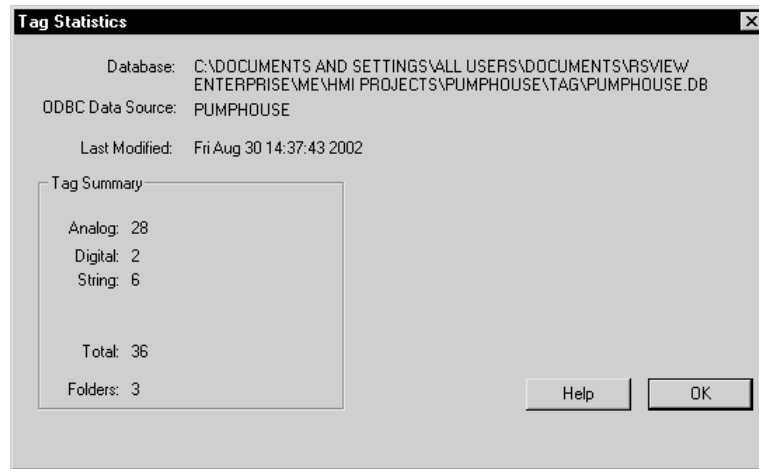 Tag Statistics
Database: C:\DOCUMENTS AND SETTINGS\ALL USERS\DOCUMENTS\RSVIEW
ENTERPRISE\ME\HMI PROJECTS\PUMPHOUSE\TAG\PUMPHOUSE.DB
ODBC Data Source: PUMPHOUSE
Last Modified: Fri Aug 30 14:37:43 2002
Tag Summary
Analog: 28
Digital: 2
String: 6
Total: 36
Folders: 3
Help OK